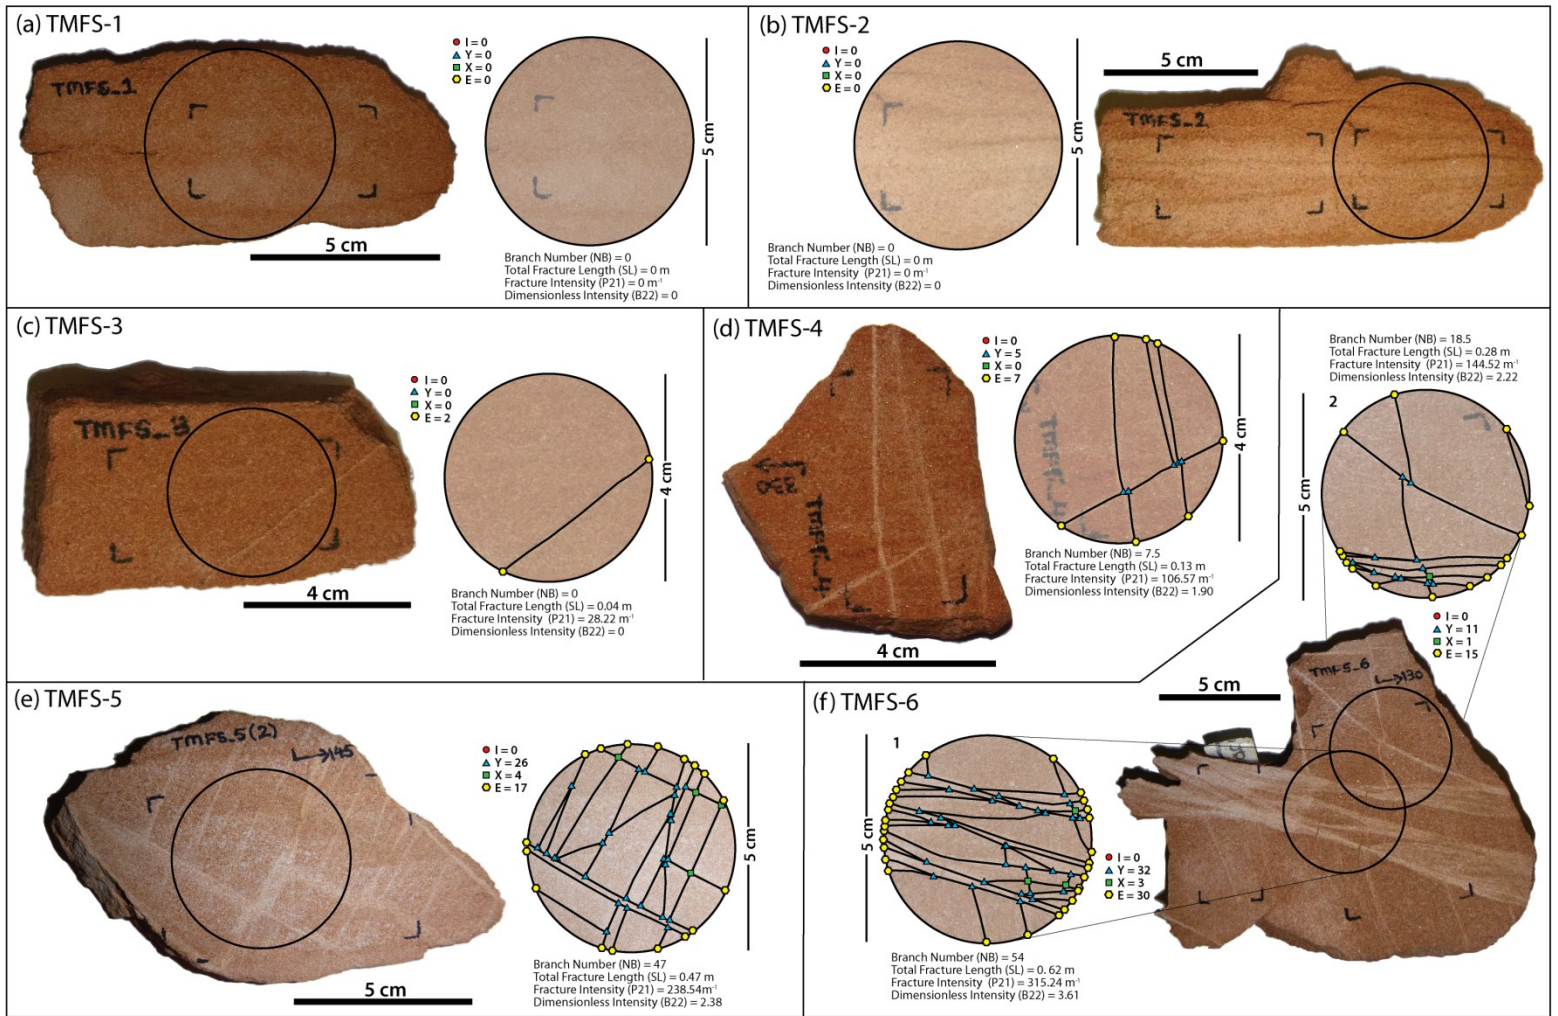 (a) TMFS-1
TMFS_1
5 cm
I = 0
Y = 0
X = 0
E = 0
5 cm
Branch Number (NB) = 0
Total Fracture Length (SL) = 0 m
Fracture Intensity (P21) = 0 m⁻¹
Dimensionless Intensity (B22) = 0
(b) TMFS-2
I = 0
Y = 0
X = 0
E = 0
5 cm
5 cm
TMFS_2
Branch Number (NB) = 0
Total Fracture Length (SL) = 0 m
Fracture Intensity (P21) = 0 m⁻¹
Dimensionless Intensity (B22) = 0
(c) TMFS-3
TMFS_3
4 cm
I = 0
Y = 0
X = 0
E = 2
4 cm
Branch Number (NB) = 0
Total Fracture Length (SL) = 0.04 m
Fracture Intensity (P21) = 28.22 m⁻¹
Dimensionless Intensity (B22) = 0
(d) TMFS-4
330
TMFS_4
4 cm
I = 0
Y = 5
X = 0
E = 7
TMFS_4
4 cm
Branch Number (NB) = 7.5
Total Fracture Length (SL) = 0.13 m
Fracture Intensity (P21) = 106.57 m⁻¹
Dimensionless Intensity (B22) = 1.90
(e) TMFS-5
TMFS_5(2)
145
5 cm
I = 0
Y = 26
X = 4
E = 17
5 cm
Branch Number (NB) = 47
Total Fracture Length (SL) = 0.47 m
Fracture Intensity (P21) = 238.54m⁻¹
Dimensionless Intensity (B22) = 2.38
(f) TMFS-6
1
5 cm
I = 0
Y = 32
X = 3
E = 30
Branch Number (NB) = 54
Total Fracture Length (SL) = 0.62 m
Fracture Intensity (P21) = 315.24 m⁻¹
Dimensionless Intensity (B22) = 3.61
Branch Number (NB) = 18.5
Total Fracture Length (SL) = 0.28 m
Fracture Intensity (P21) = 144.52 m⁻¹
Dimensionless Intensity (B22) = 2.22
2
5 cm
I = 0
Y = 11
X = 1
E = 15
5 cm
TMFS_6
130